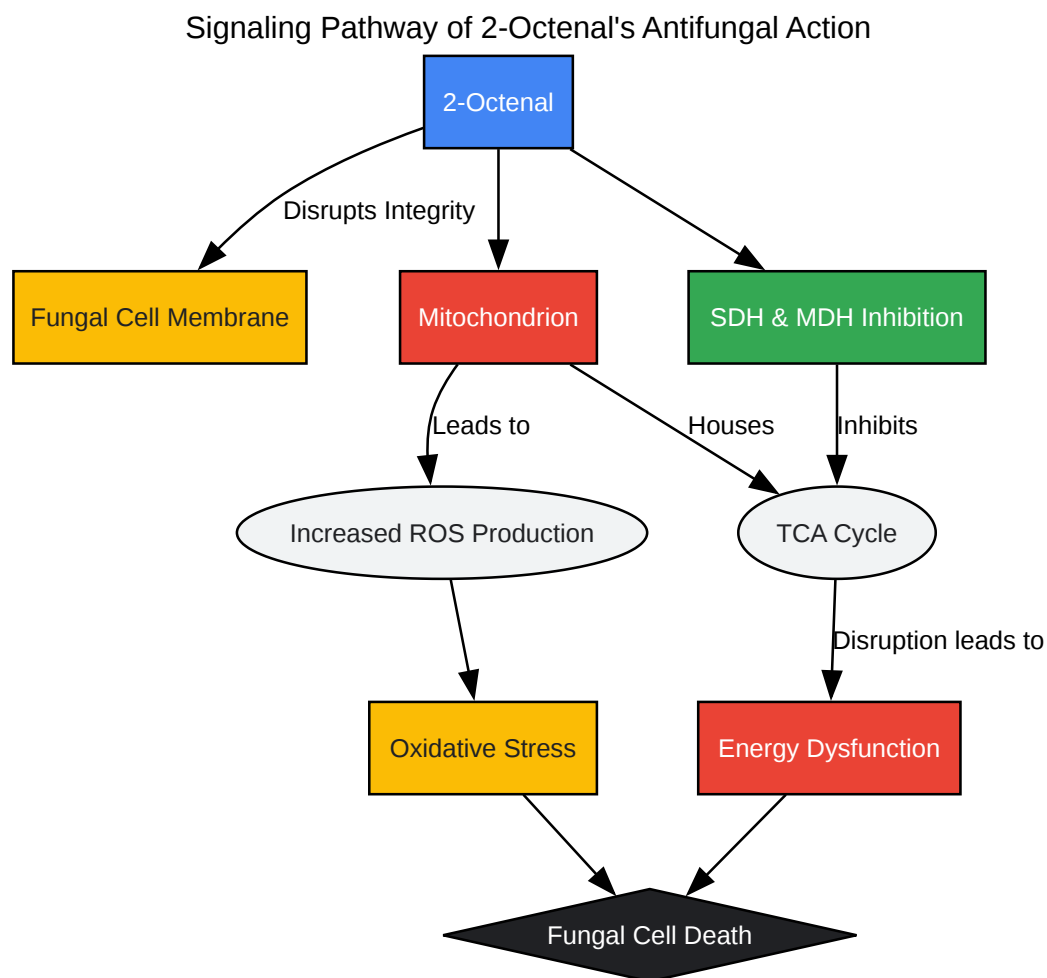 Signaling Pathway of 2-Octenal's Antifungal Action
2-Octenal
Disrupts Integrity
Fungal Cell Membrane
Mitochondrion
SDH & MDH Inhibition
Leads to
Houses
Inhibits
Increased ROS Production
TCA Cycle
Disruption leads to
Oxidative Stress
Energy Dysfunction
Fungal Cell Death